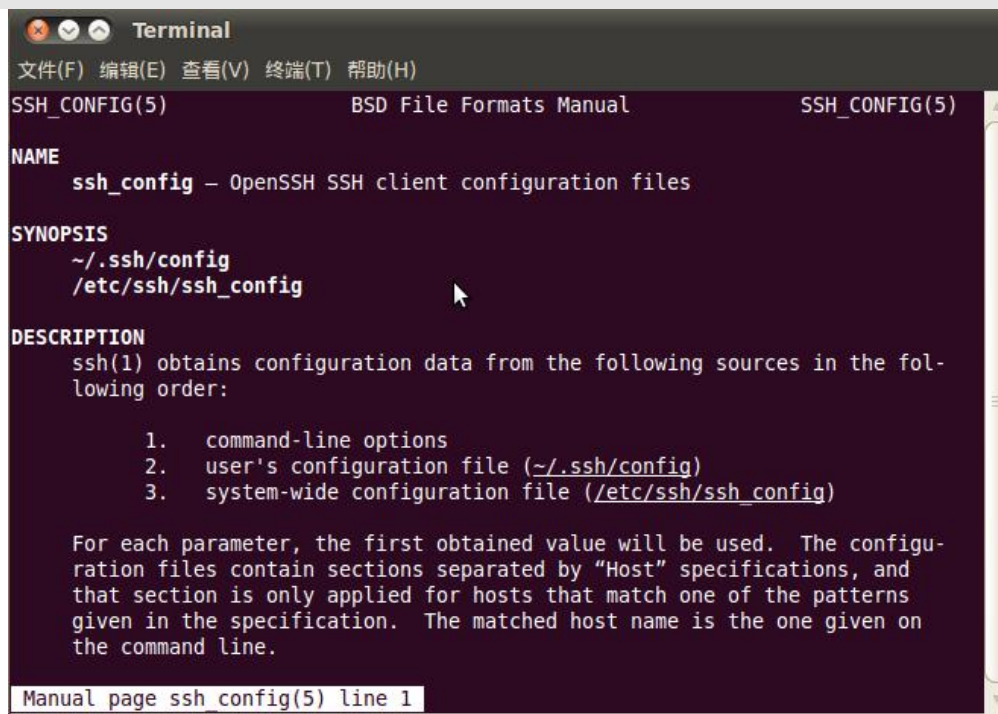 Terminal
文件(F) 编辑(E) 查看(V) 终端(T) 帮助(H)
SSH_CONFIG(5) BSD File Formats Manual SSH_CONFIG(5)
NAME
ssh_config — OpenSSH SSH client configuration files
SYNOPSIS
~/.ssh/config
/etc/ssh/ssh_config
DESCRIPTION
ssh(1) obtains configuration data from the following sources in the fol-
lowing order:
1. command-line options
2. user's configuration file (~/.ssh/config)
3. system-wide configuration file (/etc/ssh/ssh_config)
For each parameter, the first obtained value will be used. The configu-
ration files contain sections separated by “Host” specifications, and
that section is only applied for hosts that match one of the patterns
given in the specification. The matched host name is the one given on
the command line.
Manual page ssh_config(5) line 1